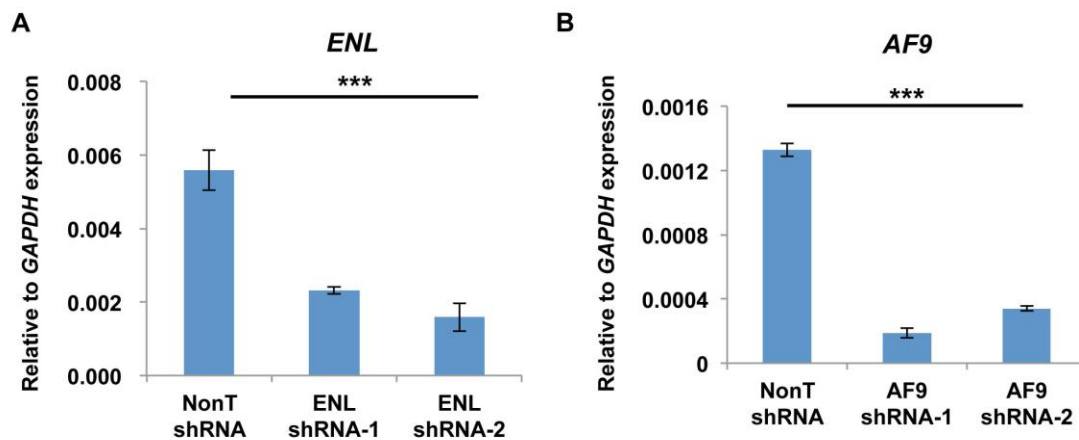 A
ENL
Relative to GAPDH expression
0.008
0.006
0.004
0.002
0.000
***
NonT
shRNA
ENL
shRNA-1
ENL
shRNA-2
B
AF9
Relative to GAPDH expression
0.0016
0.0012
0.0008
0.0004
0
***
NonT
shRNA
AF9
shRNA-1
AF9
shRNA-2